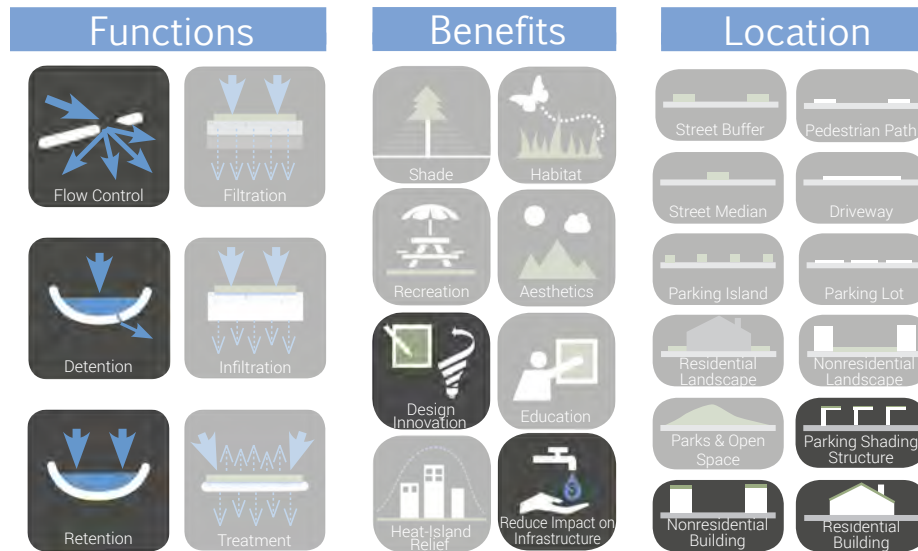 Functions
Benefits
Location
Flow Control
Filtration
Detention
Infiltration
Retention
Treatment
Shade
Habitat
Recreation
Aesthetics
Design
Innovation
Education
Heat-Island
Relief
Reduce Impact on
Infrastructure
$
Street Buffer
Pedestrian Path
Street Median
Driveway
Parking Island
Parking Lot
Residential
Landscape
Nonresidential
Landscape
Parks & Open
Space
Parking Shading
Structure
Nonresidential
Building
Residential
Building